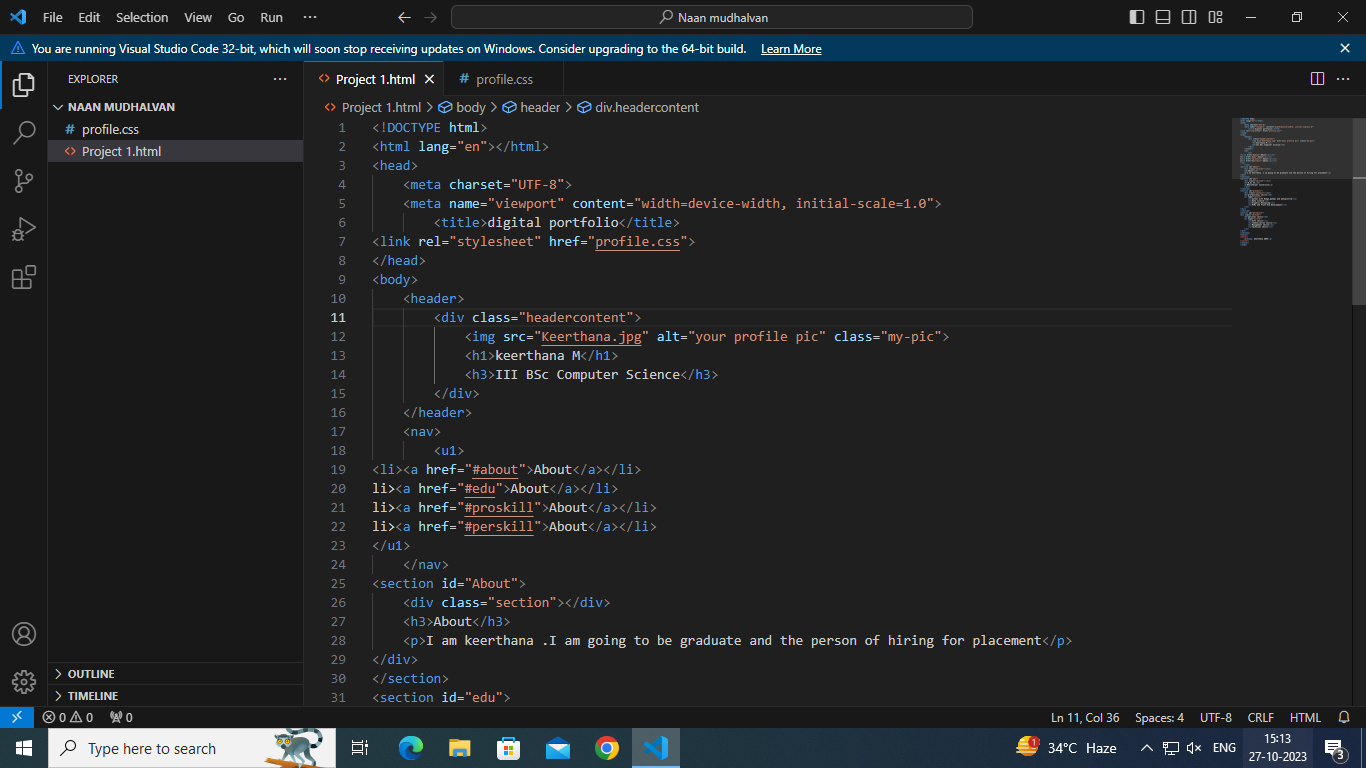 File Edit Selection View Go Run ··· Naan mudhalvan
You are running Visual Studio Code 32-bit, which will soon stop receiving updates on Windows. Consider upgrading to the 64-bit build. Learn More
EXPLORER ···
NAAN MUDHALVAN
# profile.css
<> Project 1.html
OUTLINE
TIMELINE
<> Project 1.html # profile.css
<> Project 1.html > body > header > div.headercontent
1 <!DOCTYPE html>
2 <html lang="en"></html>
3 <head>
4 <meta charset="UTF-8">
5 <meta name="viewport" content="width=device-width, initial-scale=1.0">
6 <title>digital portfolio</title>
7 <link rel="stylesheet" href="profile.css">
8 </head>
9 <body>
10 <header>
11 <div class="headercontent">
12 <img src="Keerthana.jpg" alt="your profile pic" class="my-pic">
13 <h1>keerthana M</h1>
14 <h3>III BSc Computer Science</h3>
15 </div>
16 </header>
17 <nav>
18 <u1>
19 <li><a href="#about">About</a></li>
20 li><a href="#edu">About</a></li>
21 li><a href="#proskill">About</a></li>
22 li><a href="#perskill">About</a></li>
23 </u1>
24 </nav>
25 <section id="About">
26 <div class="section"></div>
27 <h3>About</h3>
28 <p>I am keerthana .I am going to be graduate and the person of hiring for placement</p>
29 </div>
30 </section>
31 <section id="edu">
0 0 0 Ln 11, Col 36 Spaces: 4 UTF-8 CRLF HTML
Type here to search 1 34°C Haze ENG 15:13
27-10-2023 3